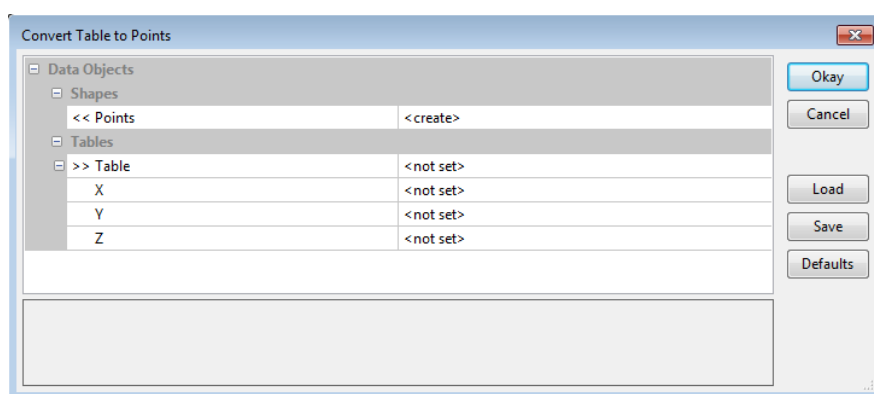 Convert Table to Points
Data Objects
Shapes
<< Points <create>
Tables
>> Table <not set>
X <not set>
Y <not set>
Z <not set>
Okay
Cancel
Load
Save
Defaults